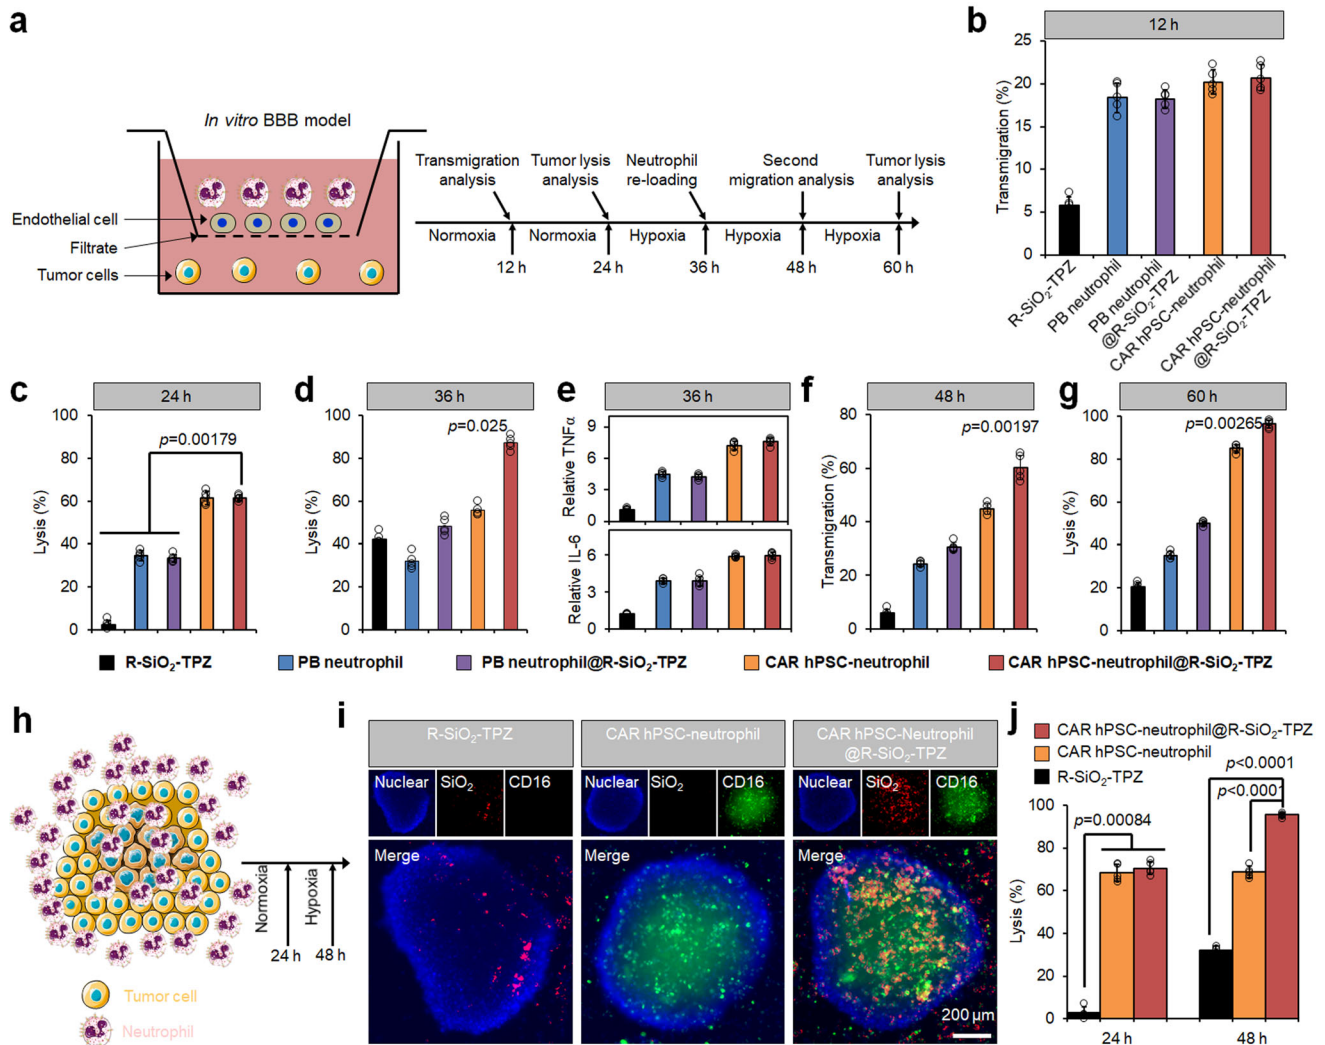 a
In vitro BBB model
Endothelial cell
Filtrate
Tumor cells
Transmigration analysis
Tumor lysis analysis
Neutrophil re-loading
Second migration analysis
Tumor lysis analysis
Normoxia
Normoxia
Hypoxia
Hypoxia
Hypoxia
12 h
24 h
36 h
48 h
60 h
b
12 h
Transmigration (%)
25
20
15
10
5
0
R-SiO₂-TPZ
PB neutrophil
PB neutrophil
@R-SiO₂-TPZ
CAR hPSC-neutrophil
CAR hPSC-neutrophil
@R-SiO₂-TPZ
c
24 h
p=0.00179
Lysis (%)
100
80
60
40
20
0
d
36 h
p=0.025
Lysis (%)
100
80
60
40
20
0
e
36 h
Relative TNFα
9
6
3
0
Relative IL-6
6
3
0
f
48 h
p=0.00197
Transmigration (%)
80
60
40
20
0
g
60 h
p=0.00265
Lysis (%)
100
80
60
40
20
0
R-SiO₂-TPZ
PB neutrophil
PB neutrophil@R-SiO₂-TPZ
CAR hPSC-neutrophil
CAR hPSC-neutrophil@R-SiO₂-TPZ
h
Normoxia
Hypoxia
24 h
48 h
Tumor cell
Neutrophil
i
R-SiO₂-TPZ
CAR hPSC-neutrophil
CAR hPSC-Neutrophil
@R-SiO₂-TPZ
Nuclear
SiO₂
CD16
Nuclear
SiO₂
CD16
Nuclear
SiO₂
CD16
Merge
Merge
Merge
200 µm
j
CAR hPSC-neutrophil@R-SiO₂-TPZ
CAR hPSC-neutrophil
R-SiO₂-TPZ
p<0.0001
p<0.0001
p=0.00084
Lysis (%)
100
80
60
40
20
0
24 h
48 h